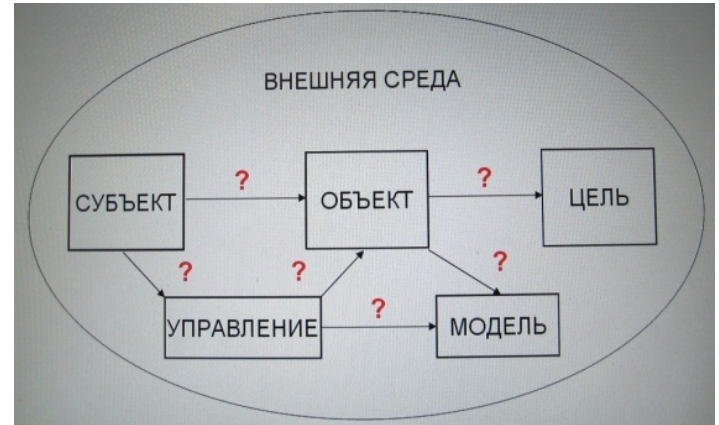 ВНЕШНЯЯ СРЕДА
СУБЪЕКТ
?
ОБЪЕКТ
?
ЦЕЛЬ
?
?
?
?
УПРАВЛЕНИЕ
МОДЕЛЬ